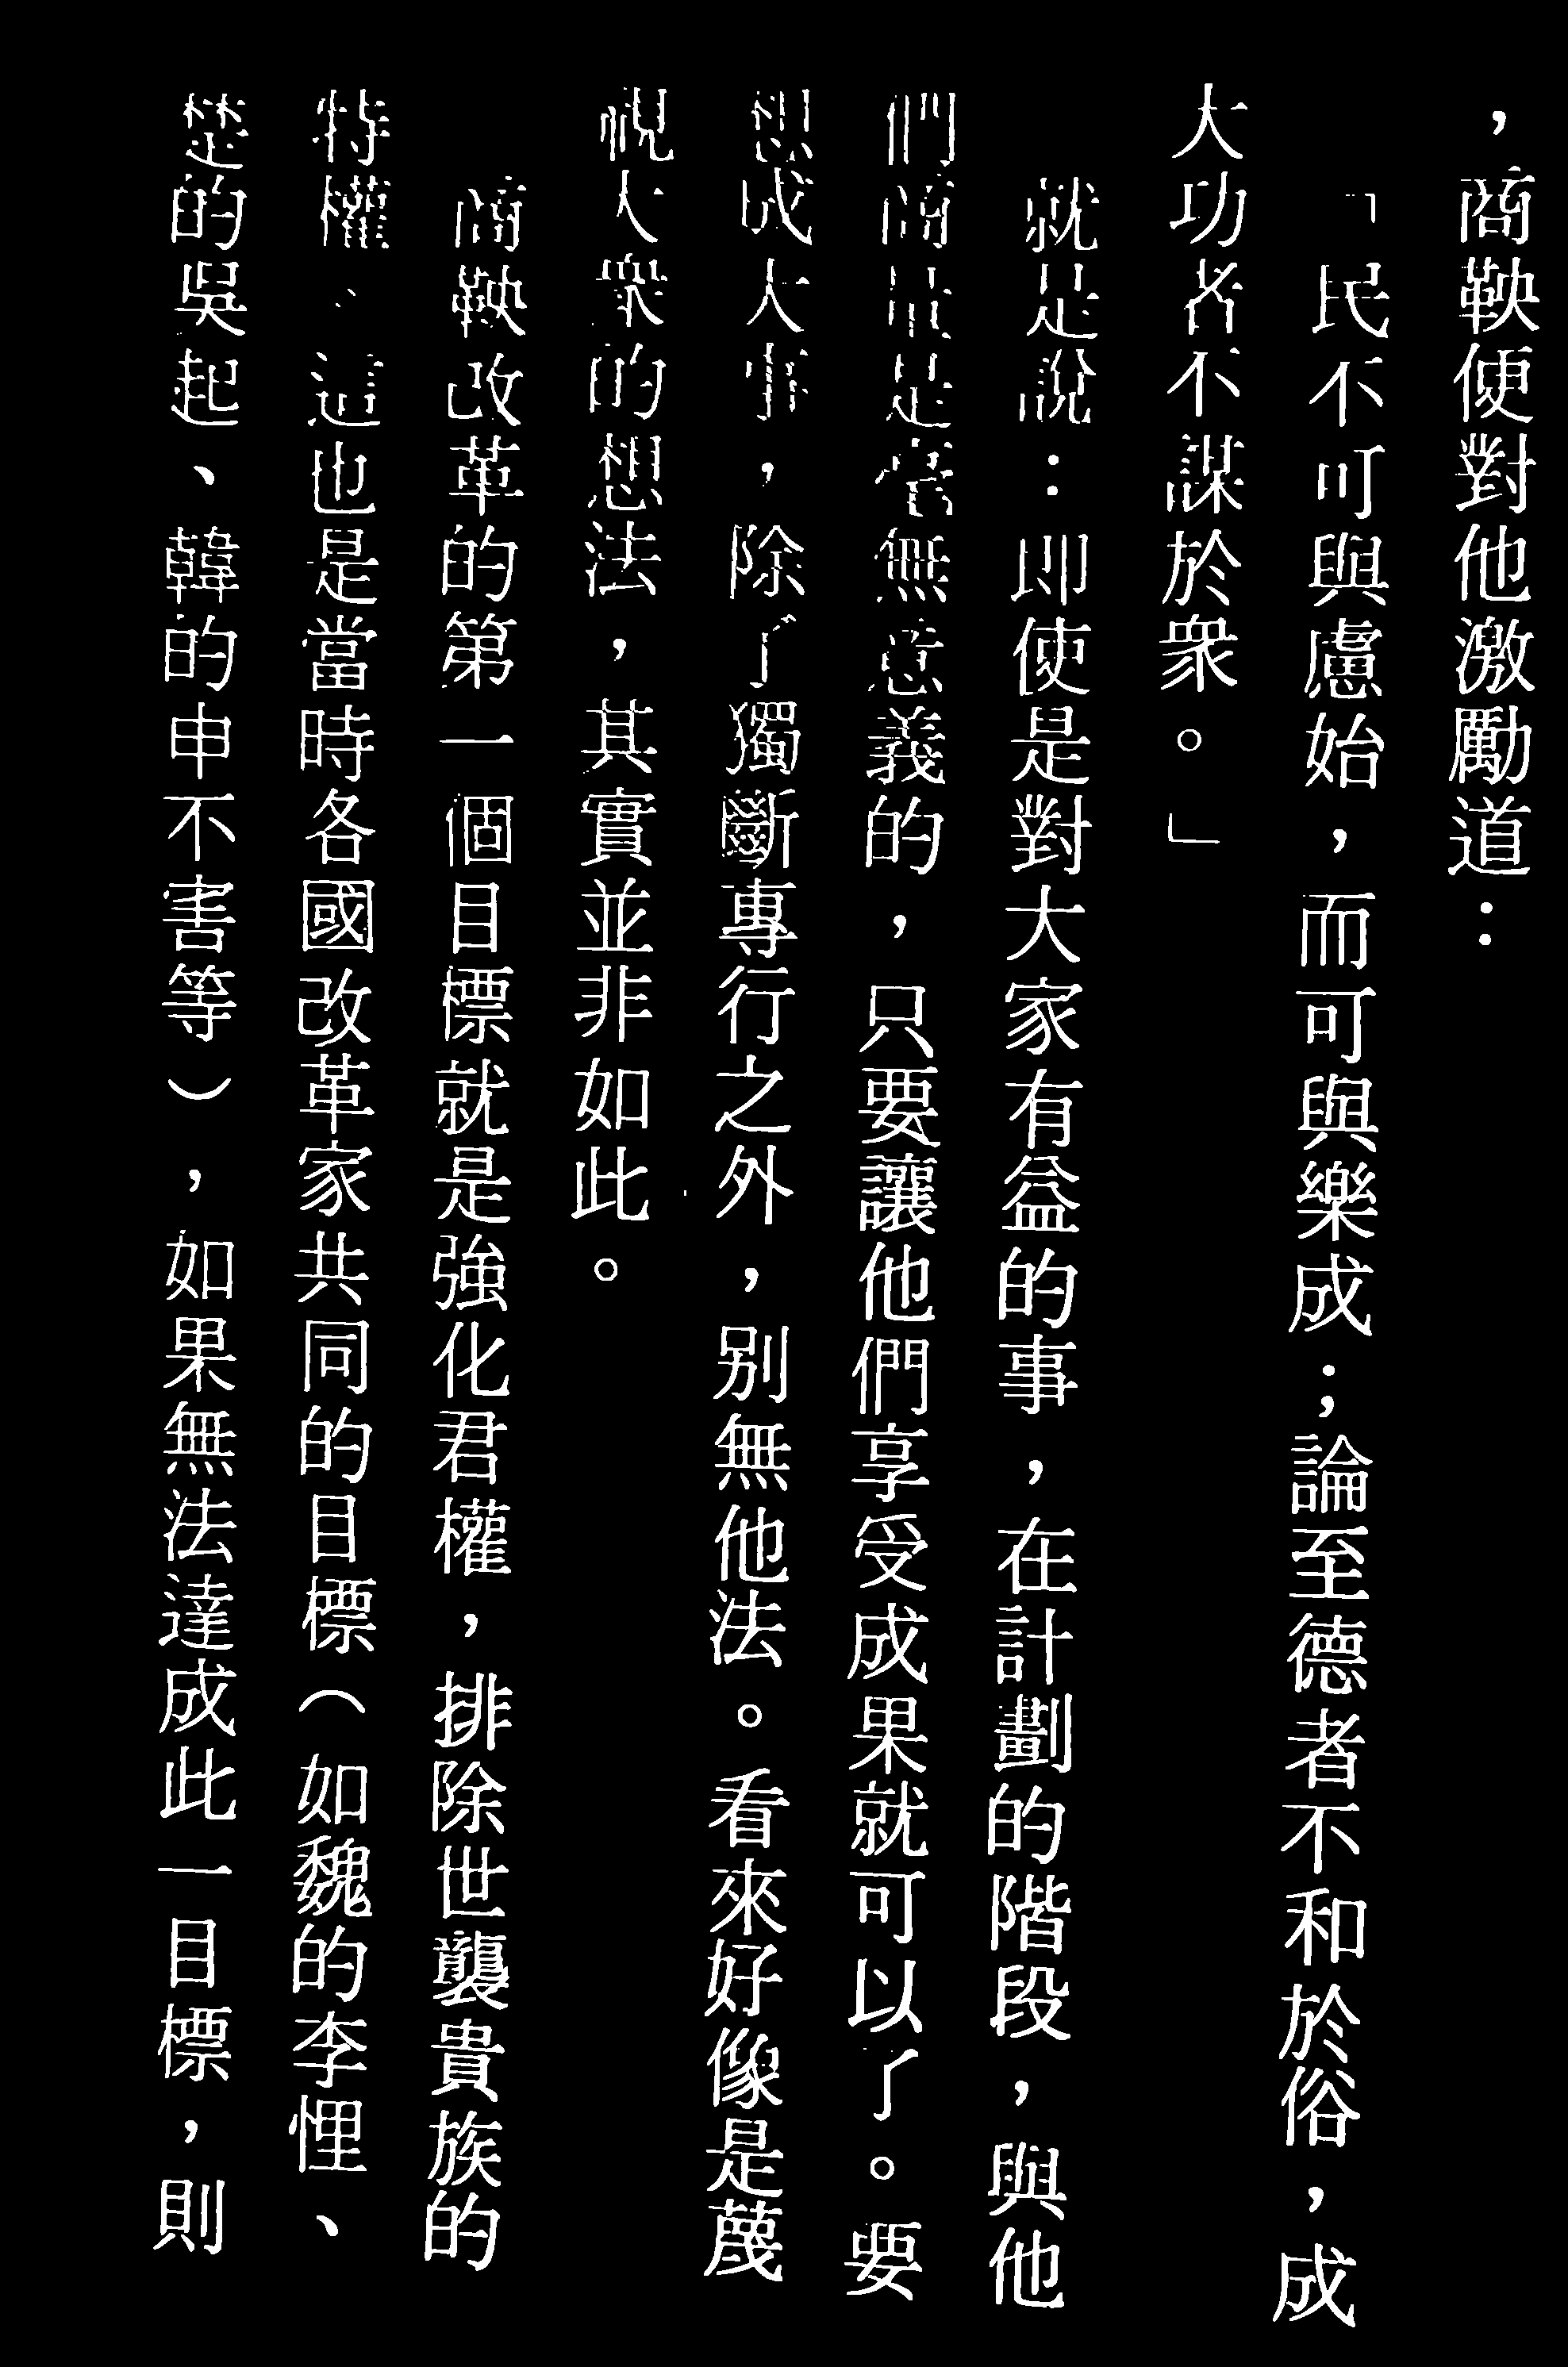 ，商鞅便對他激勵道：
「民不可與慮始，而可與樂成；論至德者不和於俗，成
大功者不謀於衆。」
就是說：即使是對大家有益的事，在計劃的階段，與他
們商量是毫無意義的，只要讓他們享受成果就可以了。要
想成大事，除了獨斷專行之外，別無他法。看來好像是蔑
視大衆的想法，其實並非如此。
商鞅改革的第一個目標就是強化君權，排除世襲貴族的
特權、這也是當時各國改革家共同的目標（如魏的李悝、
楚的吳起、韓的申不害等），如果無法達成此一目標，則